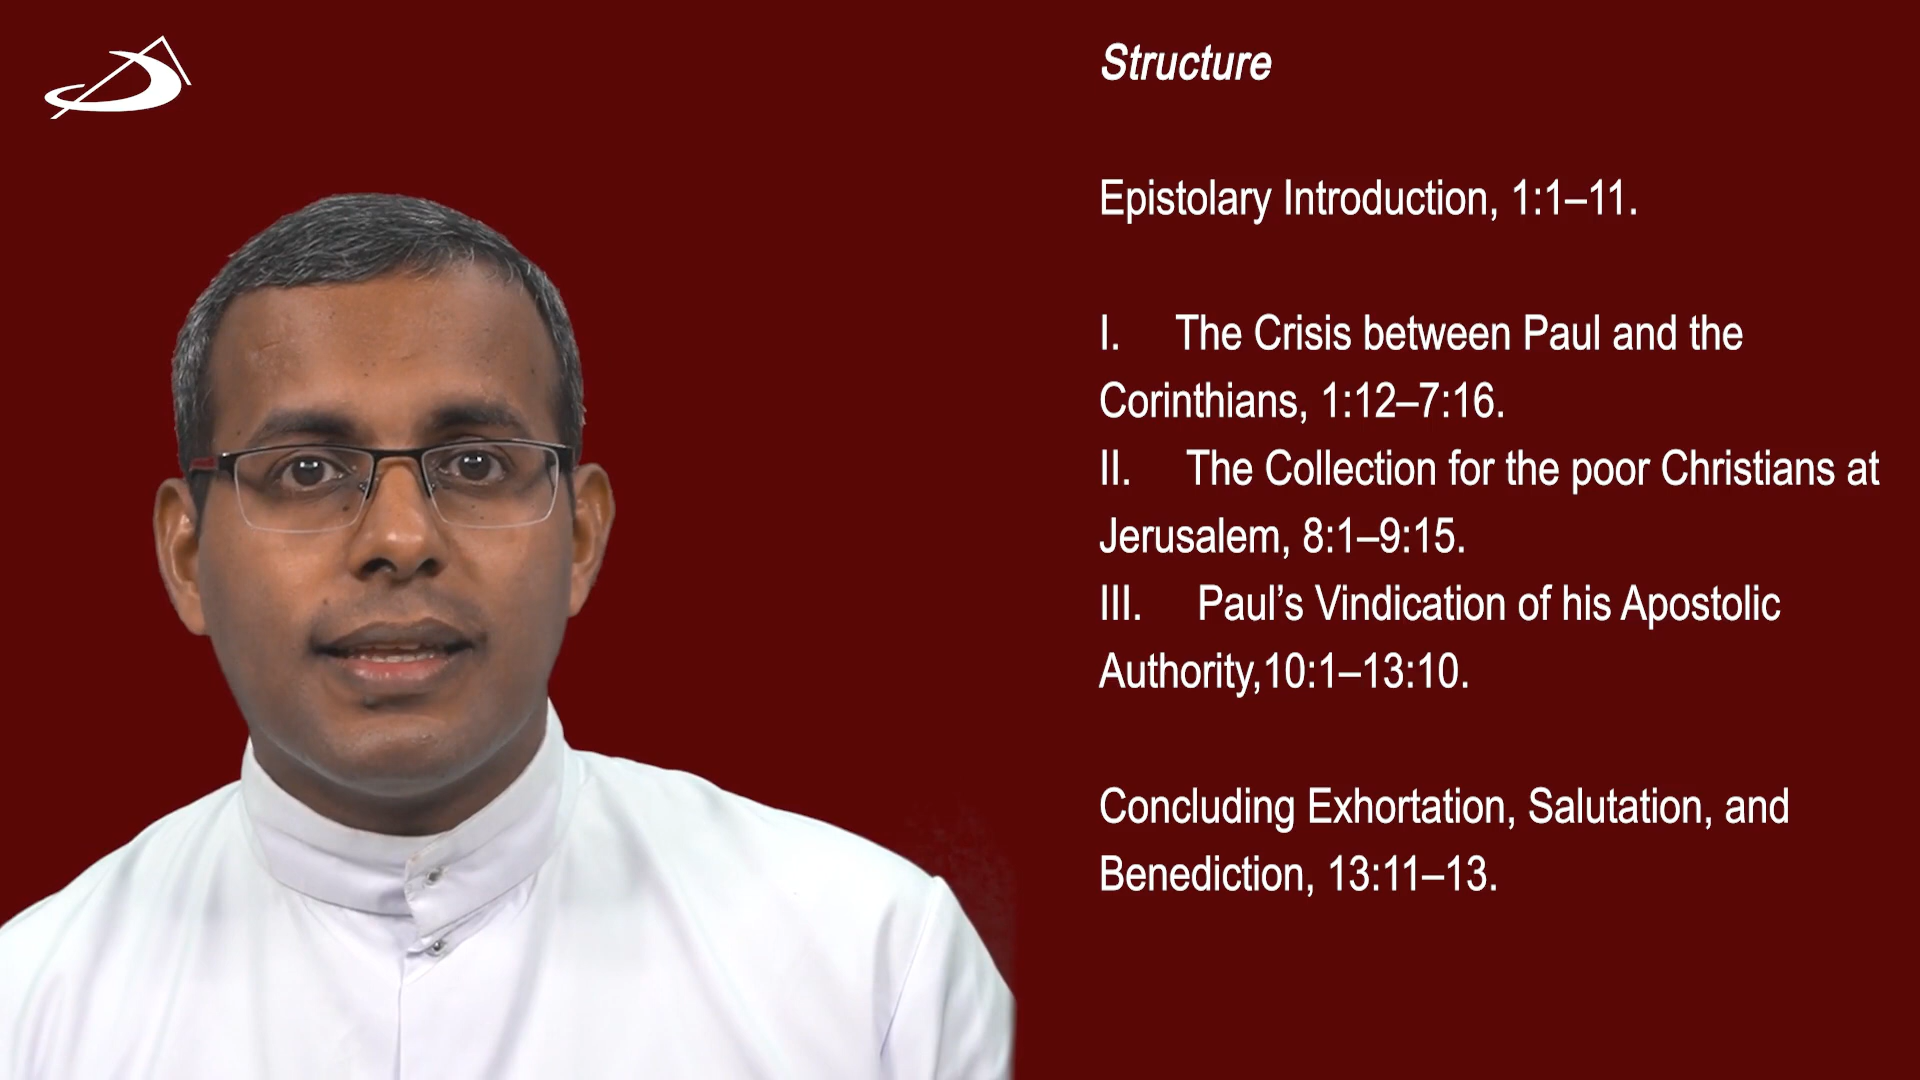 Structure
Epistolary Introduction, 1:1–11.
I. The Crisis between Paul and the
Corinthians, 1:12–7:16.
II. The Collection for the poor Christians at
Jerusalem, 8:1–9:15.
III. Paul’s Vindication of his Apostolic
Authority,10:1–13:10.
Concluding Exhortation, Salutation, and
Benediction, 13:11–13.